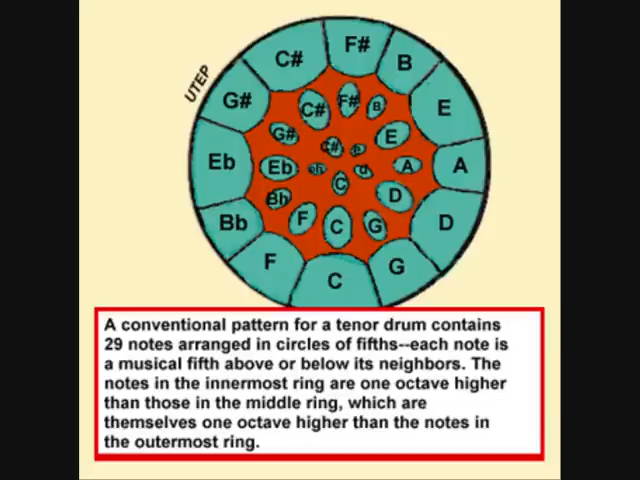 F#
C#
B
UTEP
G#
E
F#
C#
B
G#
E
C#
Eb
Eb
A
A
C
Bb
D
Bb
F
C
G
D
F
G
C
A conventional pattern for a tenor drum contains
29 notes arranged in circles of fifths--each note is
a musical fifth above or below its neighbors. The
notes in the innermost ring are one octave higher
than those in the middle ring, which are
themselves one octave higher than the notes in
the outermost ring.